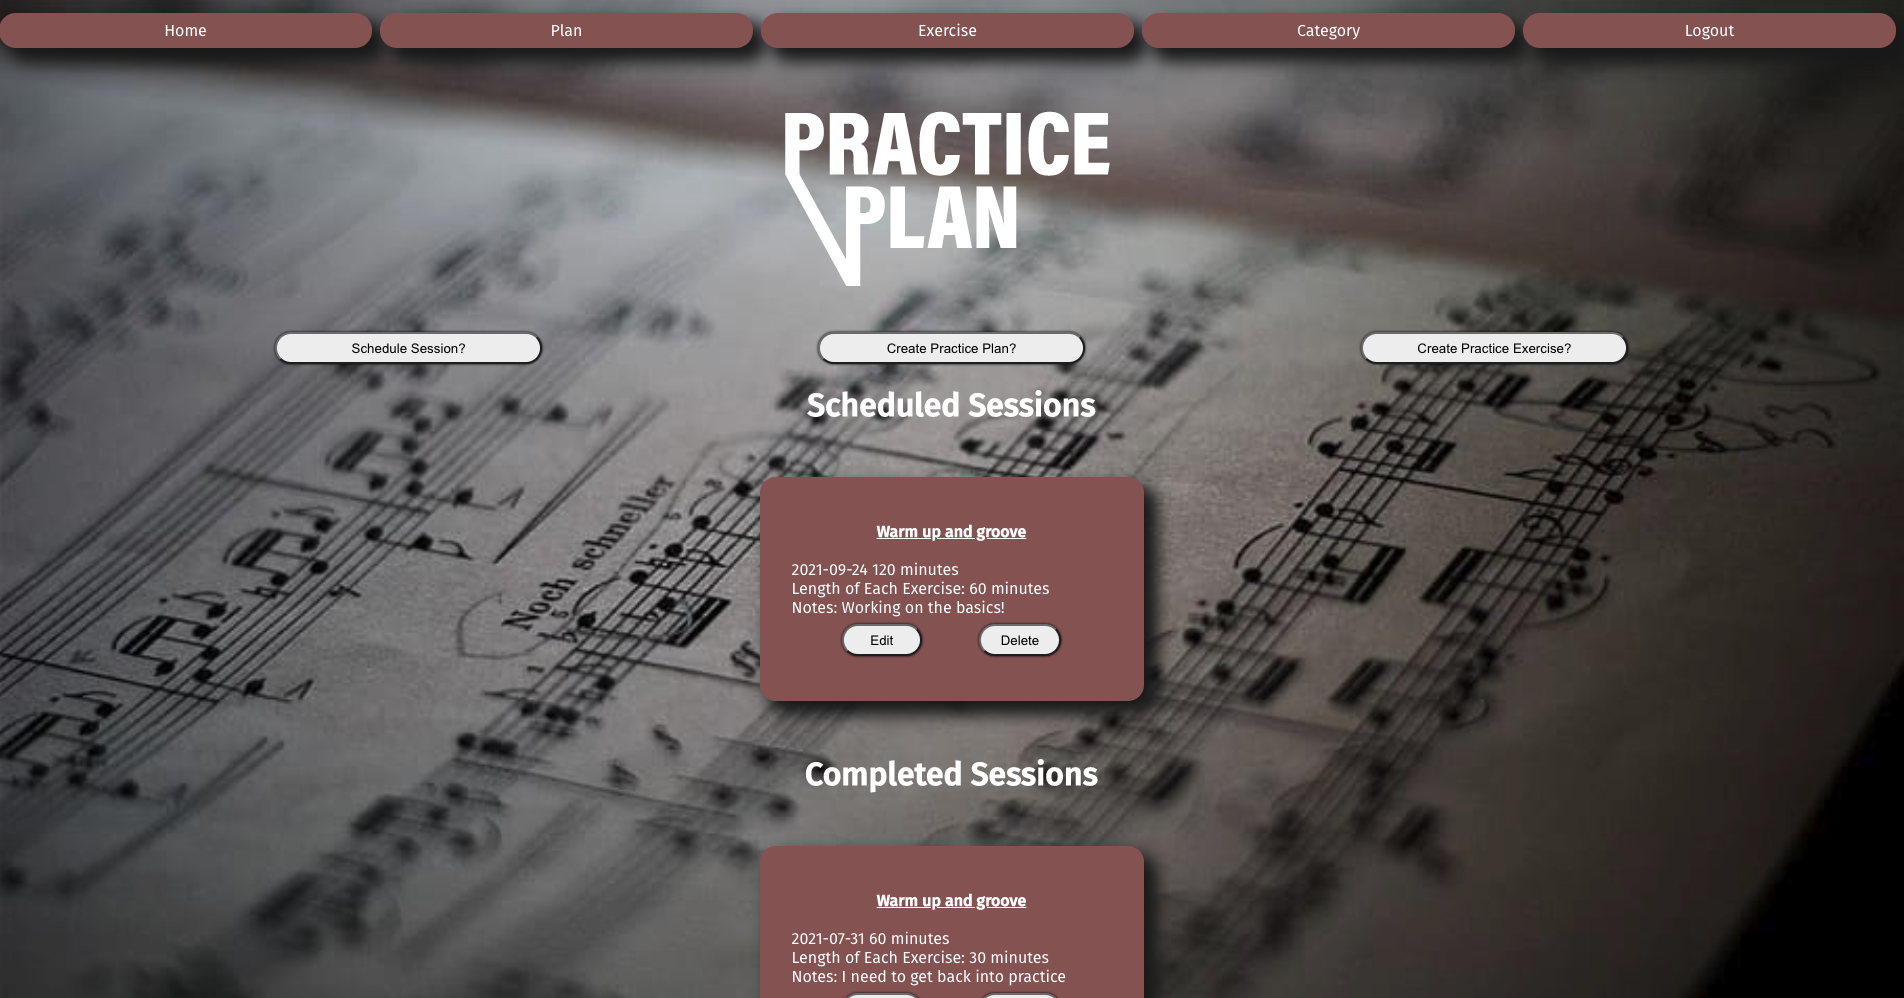 Home
Plan
Exercise
Category
Logout
PRACTICE
PLAN
Schedule Session?
Create Practice Plan?
Create Practice Exercise?
Scheduled Sessions
Noch schneller
ff
Warm up and groove
2021-09-24 120 minutes
Length of Each Exercise: 60 minutes
Notes: Working on the basics!
Edit
Delete
Completed Sessions
Warm up and groove
2021-07-31 60 minutes
Length of Each Exercise: 30 minutes
Notes: I need to get back into practice